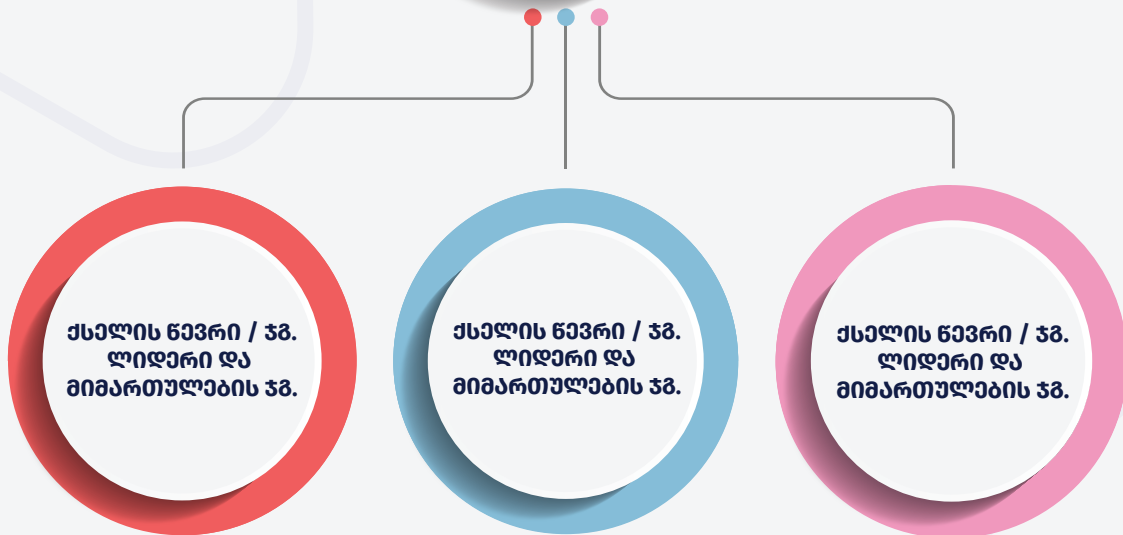 ქსელის წევრი / ჯგ.
ლიდერი და
მიმართულების ჯგ.
ქსელის წევრი / ჯგ.
ლიდერი და
მიმართულების ჯგ.
ქსელის წევრი / ჯგ.
ლიდერი და
მიმართულების ჯგ.